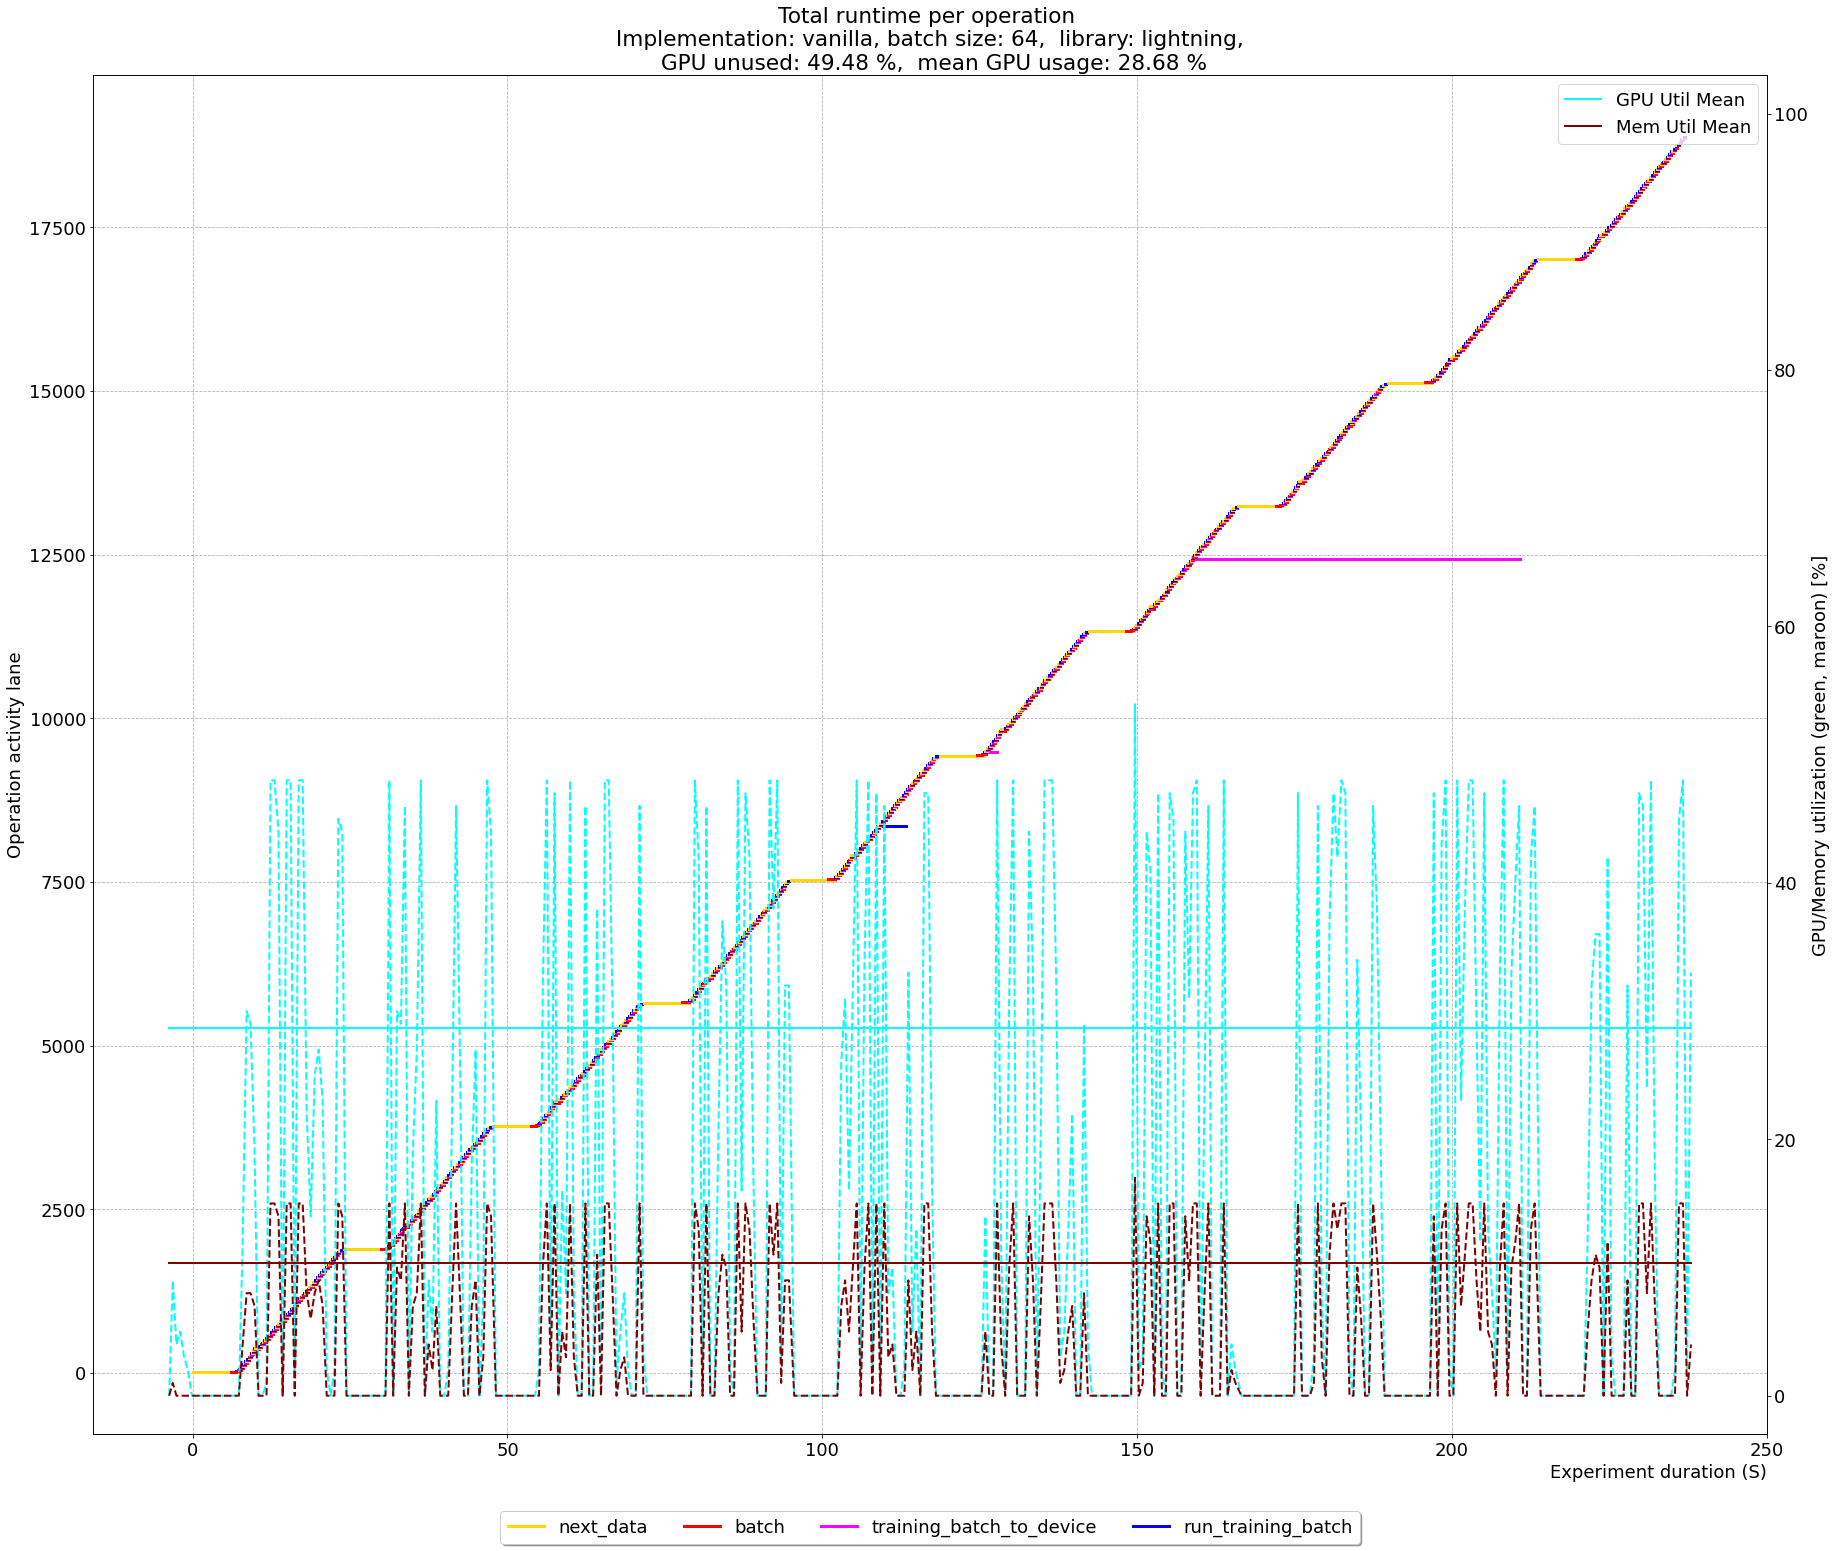 Total runtime per operation
Implementation: vanilla, batch size: 64,  library: lightning,
GPU unused: 49.48 %,  mean GPU usage: 28.68 %
GPU Util Mean
Mem Util Mean
Operation activity lane
17500
15000
12500
10000
7500
5000
2500
0
100
80
60
40
20
0
GPU/Memory utilization (green, maroon) [%]
0
50
100
150
200
250
Experiment duration (S)
next_data
batch
training_batch_to_device
run_training_batch